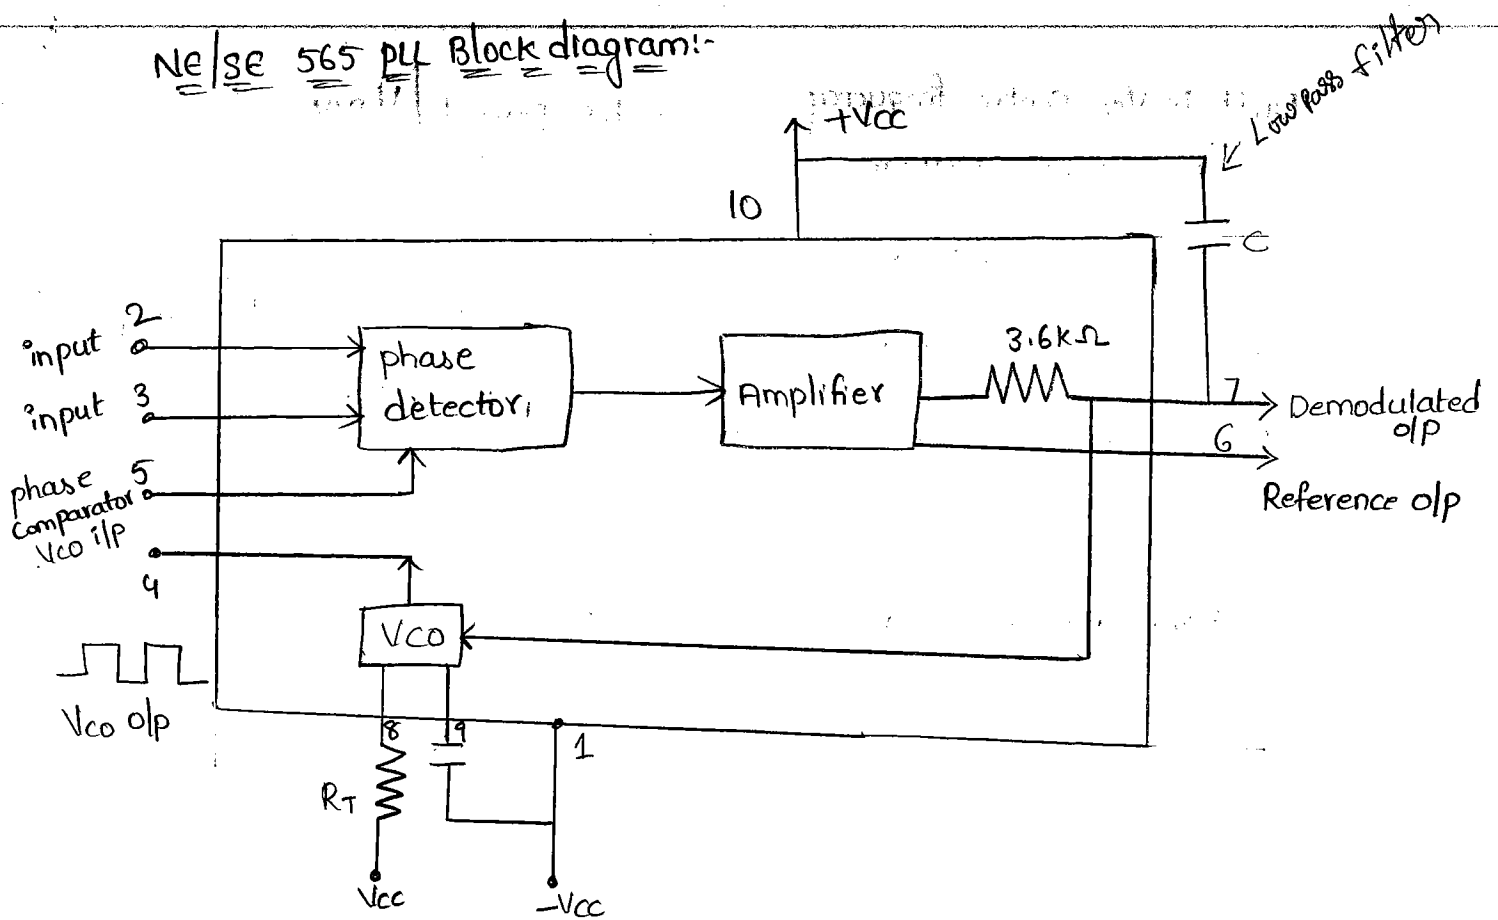 NE/SE 565 PLL Block diagram:-
Low pass filter
+Vcc
10
C
2
input
3
input
phase
detector
Amplifier
3.6kΩ
7
Demodulated
o/p
6
Reference o/p
5
phase
comparator
Vco i/p
4
VCO
Vco o/p
8
9
1
RT
Vcc
-Vcc